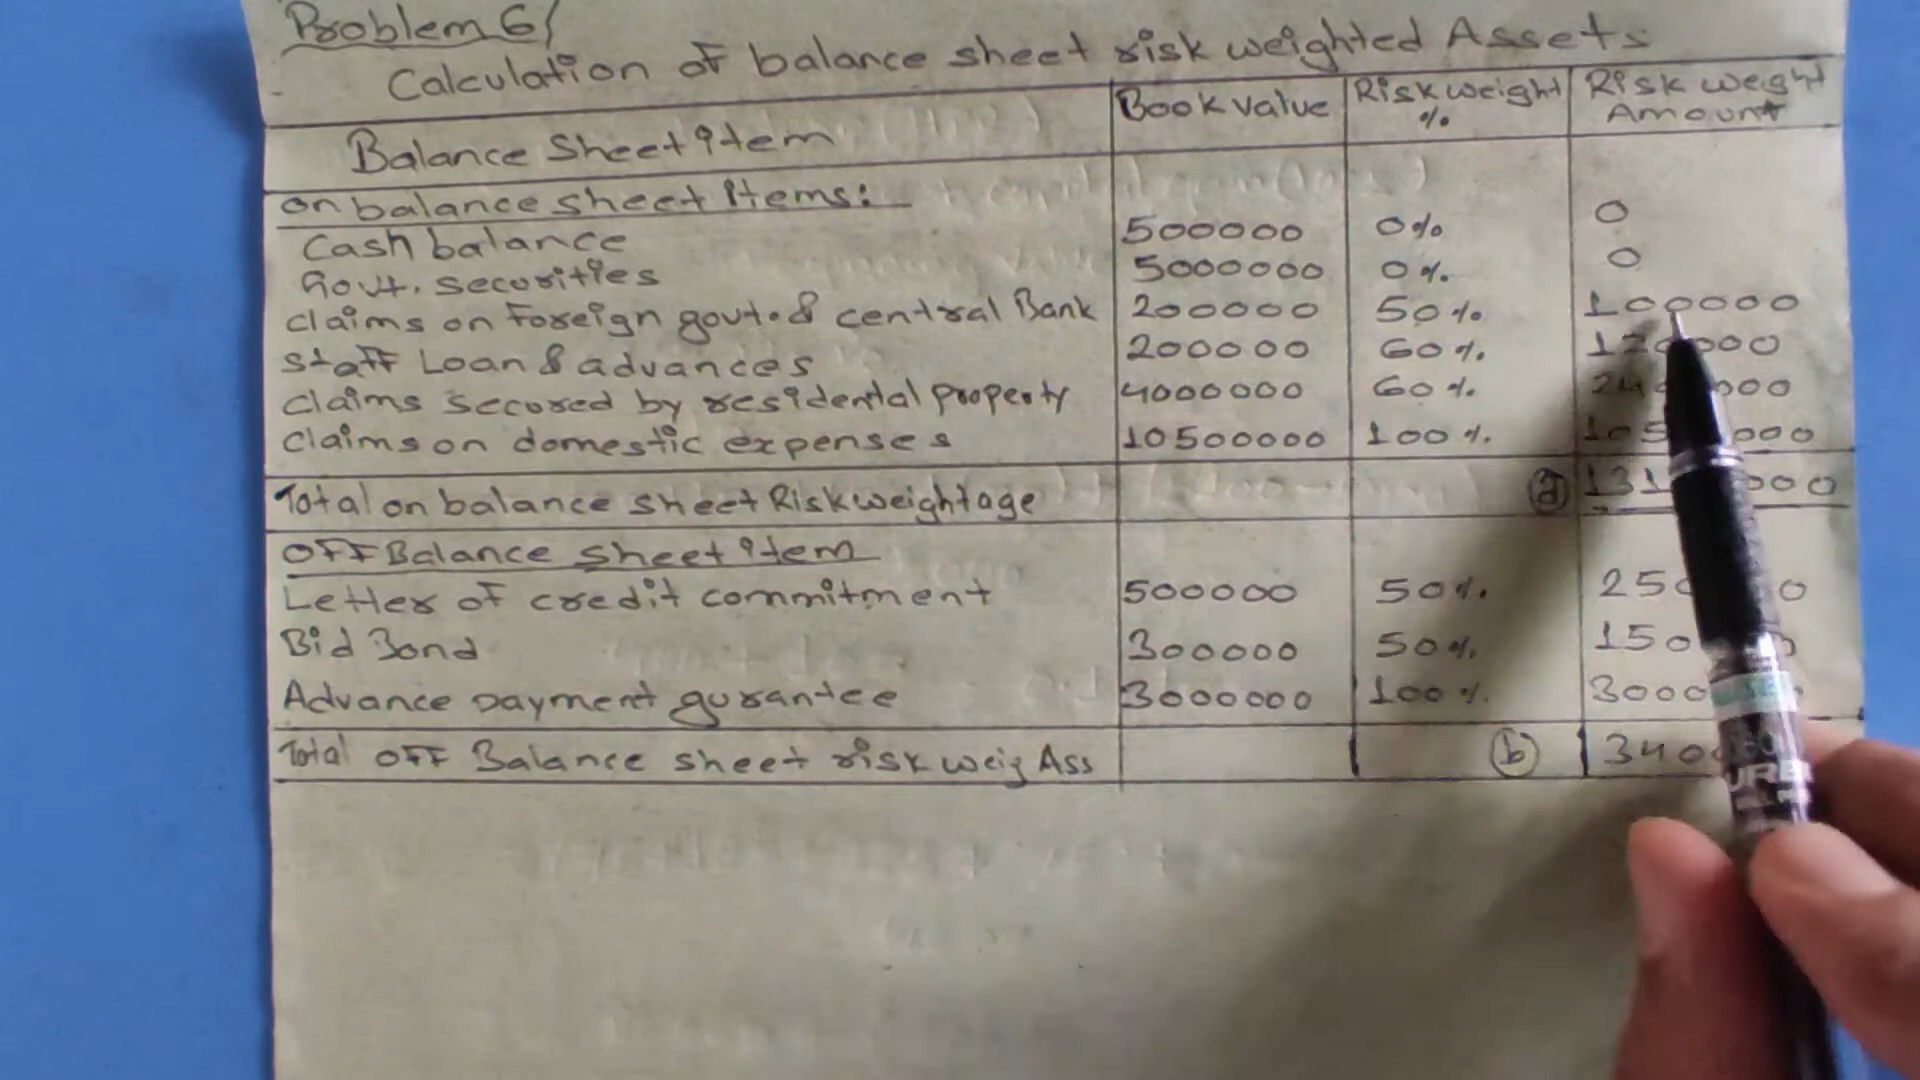 Problem 6/
Calculation of balance sheet risk weighted Assets
Balance Sheet item | Book value | Risk weight % | Risk weight Amount
on balance sheet items:
Cash balance 500000 0% 0
Govt. securities 5000000 0% 0
claims on Foreign govt. & central Bank 200000 50% 100000
staff Loan & advances 200000 60%
claims secured by residental property 4000000 60%
claims on domestic expenses 10500000 100%
Total on balance sheet Risk weightage (a)
OFF Balance sheet item
Letter of credit commitment 500000 50%
Bid Bond 300000 50%
Advance payment gurantee 3000000 100%
Total OFF Balance sheet risk weig Ass (b)